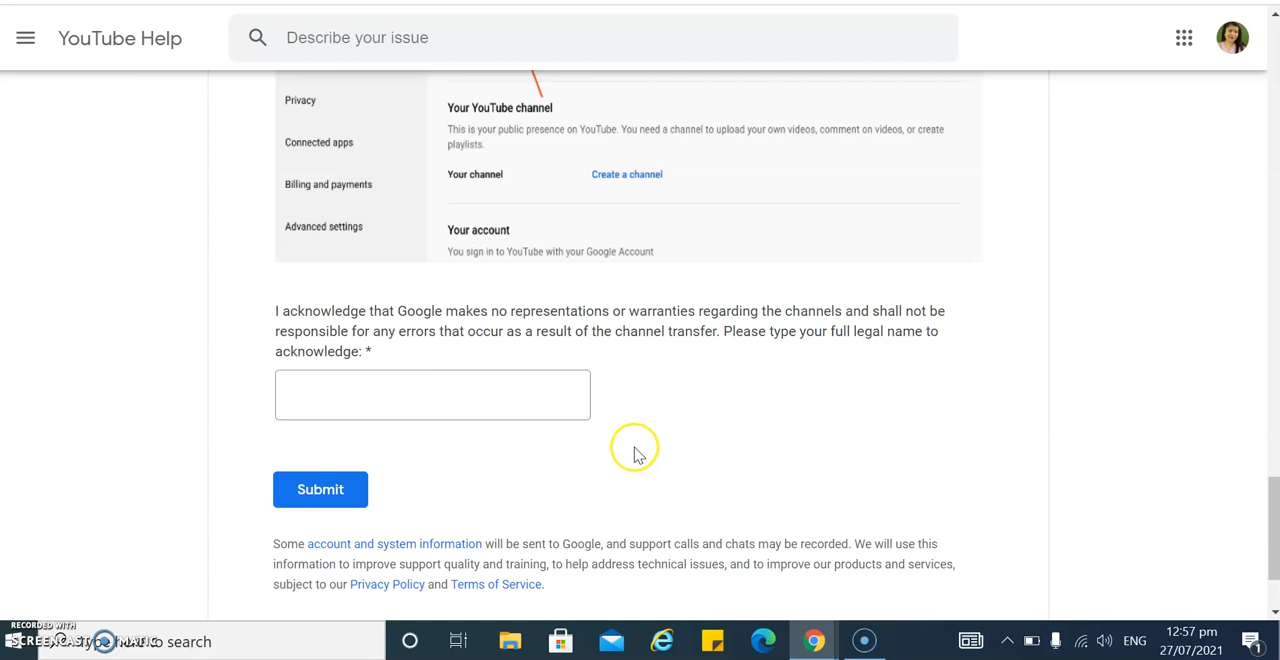 YouTube Help
Describe your issue
Privacy
Connected apps
Billing and payments
Advanced settings
Your YouTube channel
This is your public presence on YouTube. You need a channel to upload your own videos, comment on videos, or create
playlists.
Your channel Create a channel
Your account
You sign in to YouTube with your Google Account
I acknowledge that Google makes no representations or warranties regarding the channels and shall not be
responsible for any errors that occur as a result of the channel transfer. Please type your full legal name to
acknowledge: *
Submit
Some account and system information will be sent to Google, and support calls and chats may be recorded. We will use this
information to improve support quality and training, to help address technical issues, and to improve our products and services,
subject to our Privacy Policy and Terms of Service.
RECORDED WITH
SCREENCAST MATIC
Type here to search
ENG
12:57 pm
27/07/2021
1